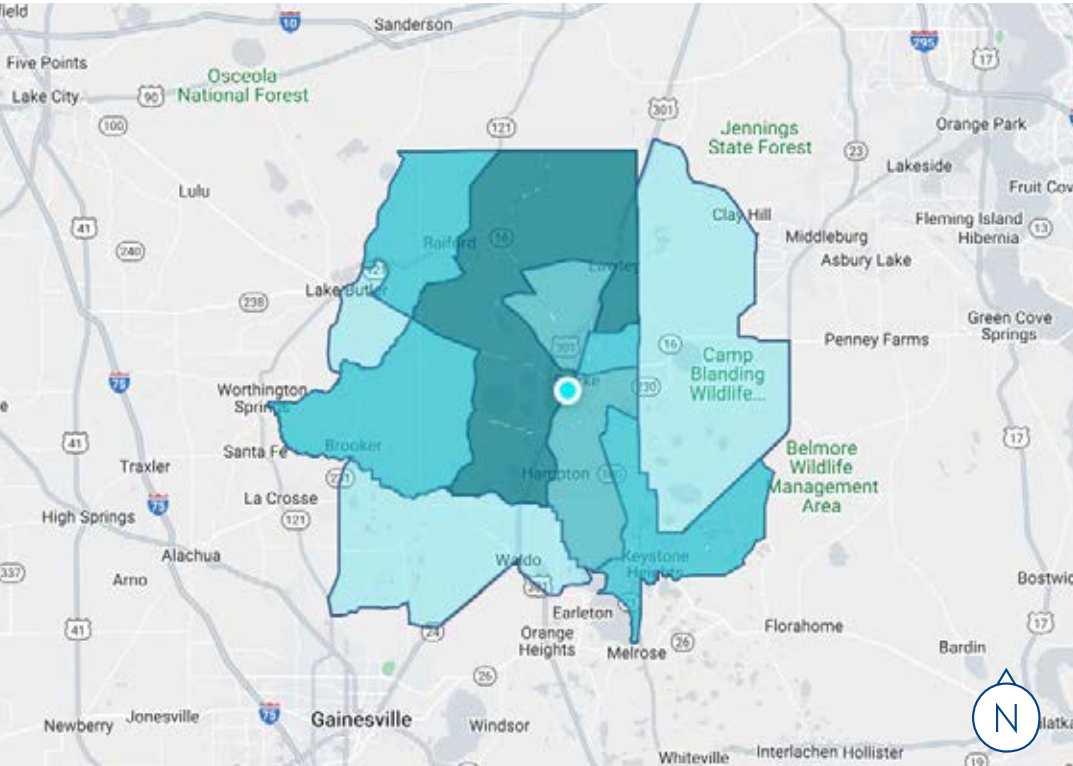 field
10
Sanderson
295
17
Five Points
Osceola
National Forest
Lake City
90
100
121
301
Jennings
State Forest
Orange Park
23
Lakeside
Lulu
Fruit Cov
41
Clay Hill
Fleming Island
Hibernia
13
Middleburg
Raiford
16
240
Asbury Lake
Lawtey
Lake Butler
238
Green Cove
Springs
Penney Farms
301
16
Camp
Blanding
Wildlife...
75
230
Worthington
Springs
e
41
Santa Fe
Brooker
17
Traxler
231
Hampton
100
Belmore
Wildlife
Management
Area
La Crosse
75
High Springs
121
Alachua
Waldo
Keystone
Heights
337
Arno
301
Bostwic
Earleton
41
24
Orange
Heights
Melrose
26
Florahome
17
Bardin
26
N
Newberry
Jonesville
75
Gainesville
Windsor
alatka
Whiteville
Interlachen
Hollister
19